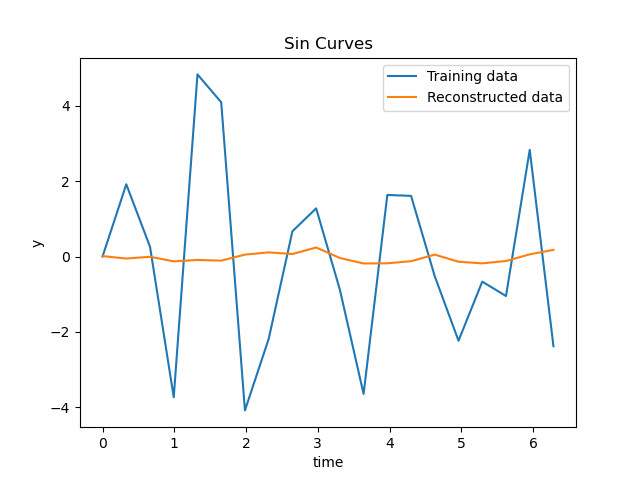 Sin Curves
Training data
Reconstructed data
4
2
0
−2
−4
y
0 1 2 3 4 5 6
time